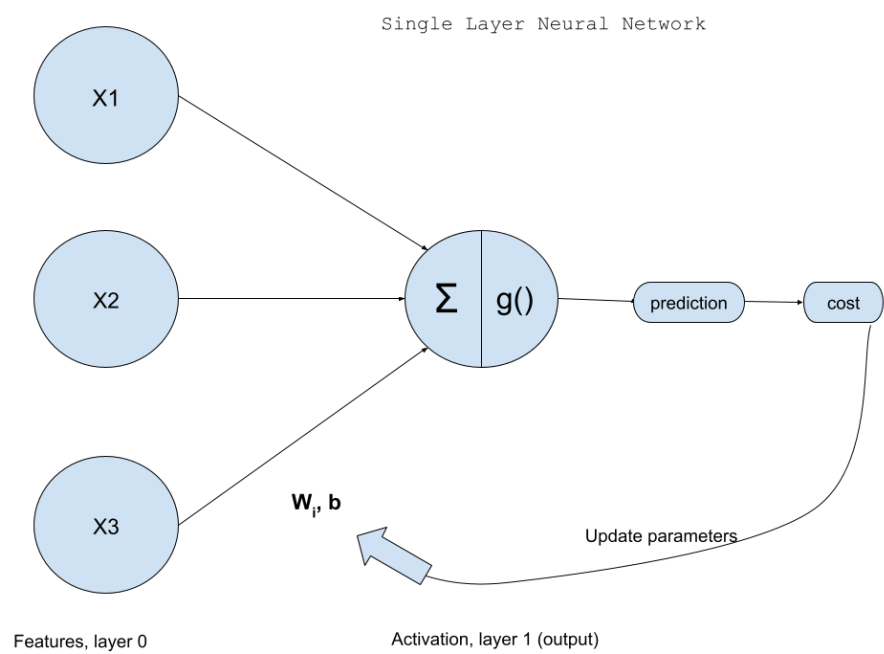 Single Layer Neural Network
X1
X2
Σ
g()
prediction
cost
X3
Wi, b
Update parameters
Features, layer 0
Activation, layer 1 (output)